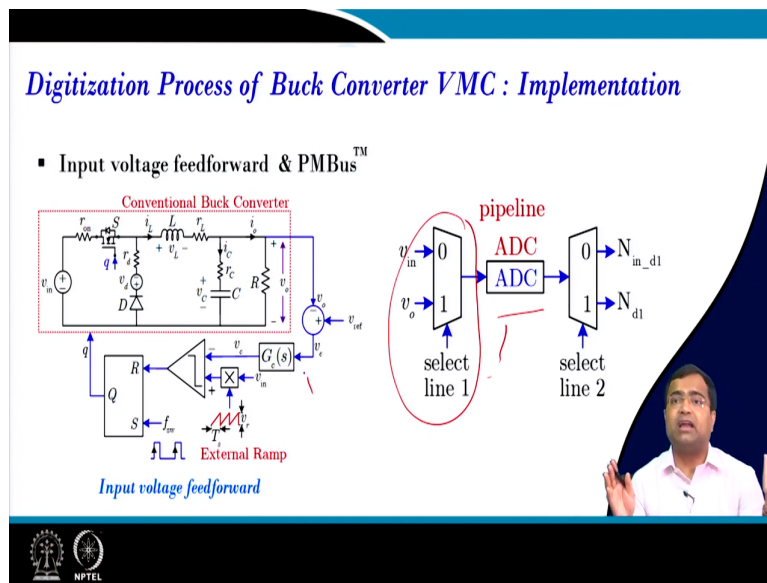 Digitization Process of Buck Converter VMC : Implementation
▪ Input voltage feedforward & PMBus™
Conventional Buck Converter
r_on S i_L L r_L i_o
+ v_L −
q r_d i_C + 
v_in + − v_d + − r_C R v_o
D + v_C − C −
v_o
+ v_ref
q v_e
R − v_c G_c(s)
Q + × v_in
S f_sw T_s v_r
External Ramp
Input voltage feedforward
pipeline
ADC
v_in 0 ADC 0 N_in_d1
v_o 1 1 N_d1
select select
line 1 line 2
NPTEL